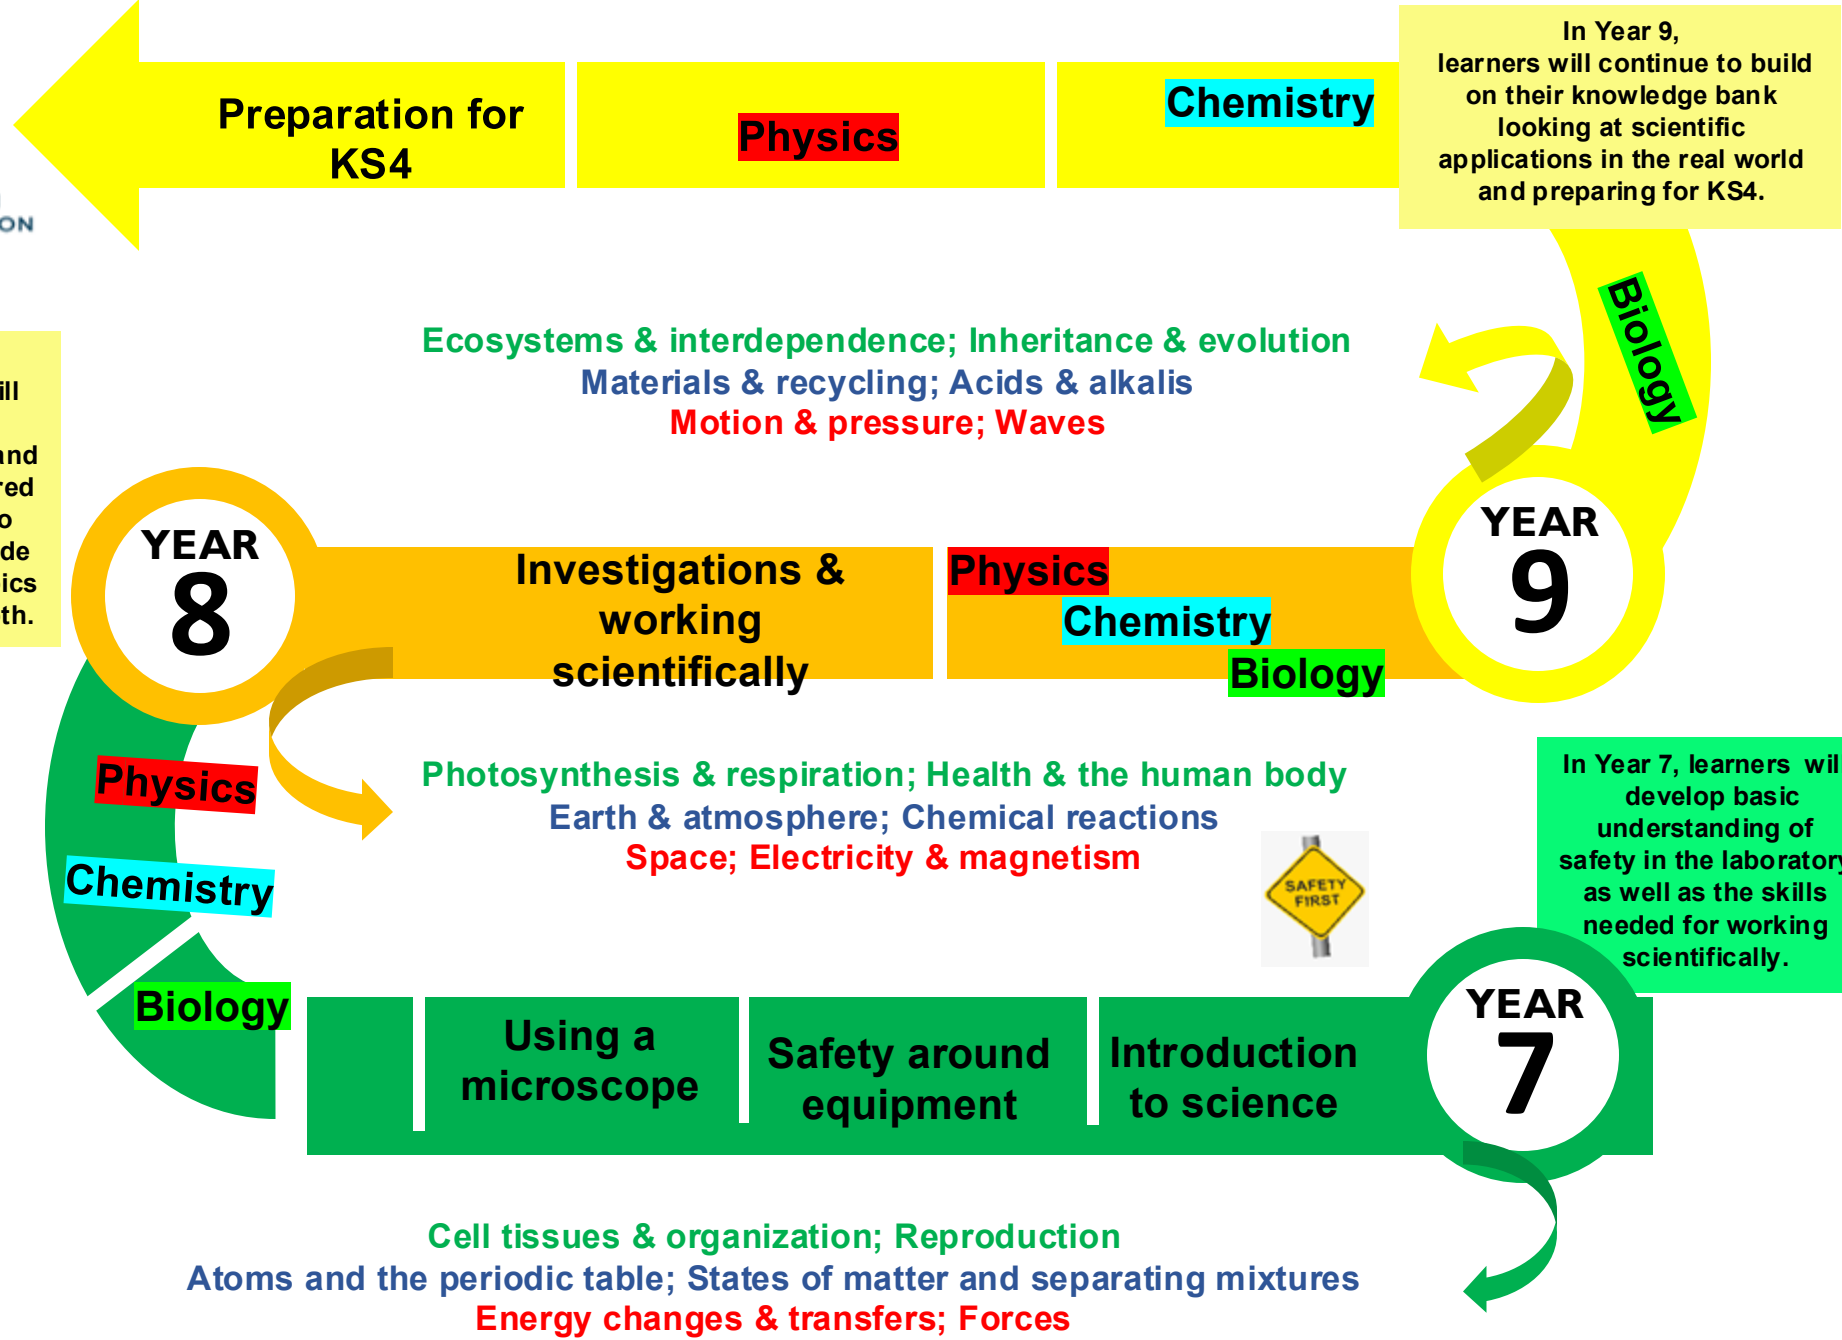 In Year 9,
learners will continue to build
on their knowledge bank
looking at scientific
applications in the real world
and preparing for KS4.
Preparation for
KS4
Physics
Chemistry
ON
Biology
Ecosystems & interdependence; Inheritance & evolution
Materials & recycling; Acids & alkalis
Motion & pressure; Waves
and
YEAR
8
Investigations &
working
scientifically
Physics
Chemistry
Biology
YEAR
9
Physics
Chemistry
Biology
Photosynthesis & respiration; Health & the human body
Earth & atmosphere; Chemical reactions
Space; Electricity & magnetism
SAFETY
FIRST
In Year 7, learners wil
develop basic
understanding of
safety in the laboratory
as well as the skills
needed for working
scientifically.
Using a
microscope
Safety around
equipment
Introduction
to science
YEAR
7
Cell tissues & organization; Reproduction
Atoms and the periodic table; States of matter and separating mixtures
Energy changes & transfers; Forces